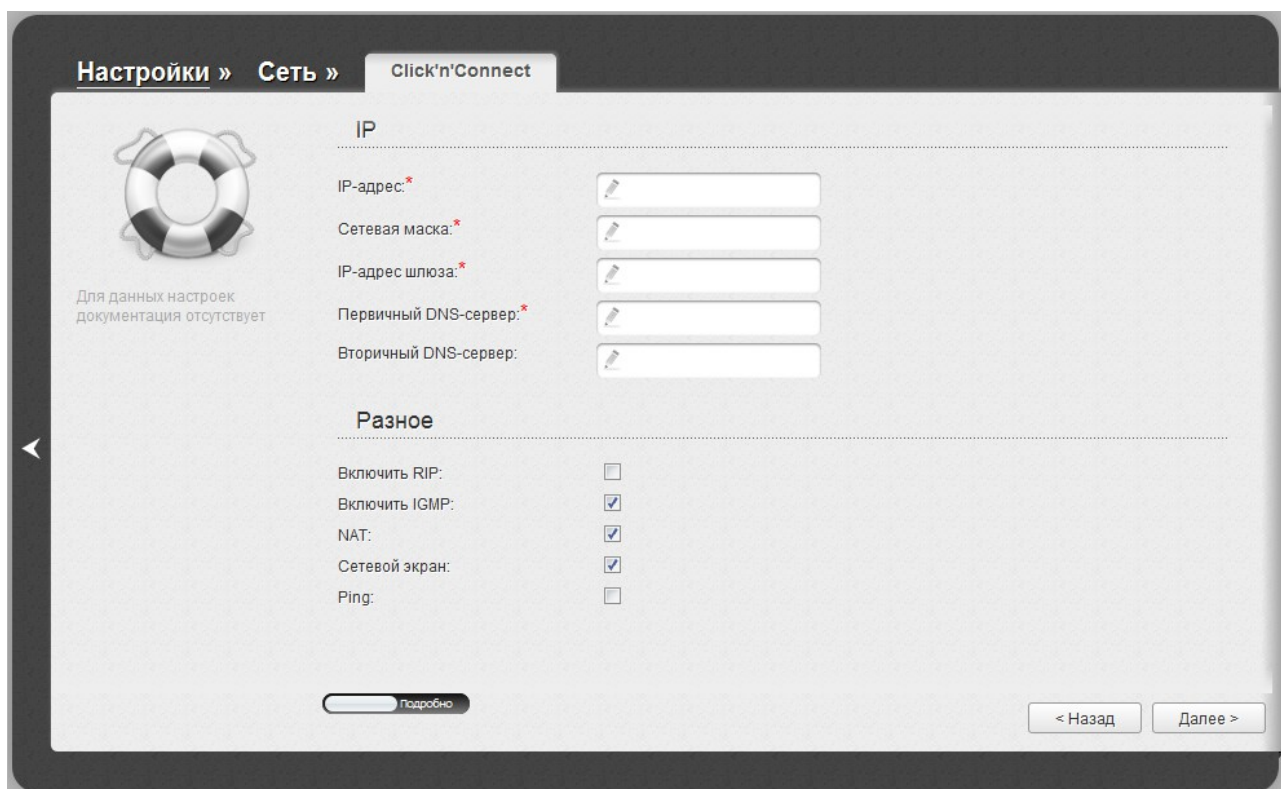 Настройки » Сеть » Click'n'Connect
Для данных настроек
документация отсутствует
IP
IP-адрес:*
Сетевая маска:*
IP-адрес шлюза:*
Первичный DNS-сервер:*
Вторичный DNS-сервер:
Разное
Включить RIP:
Включить IGMP:
NAT:
Сетевой экран:
Ping:
Подробно
< Назад
Далее >